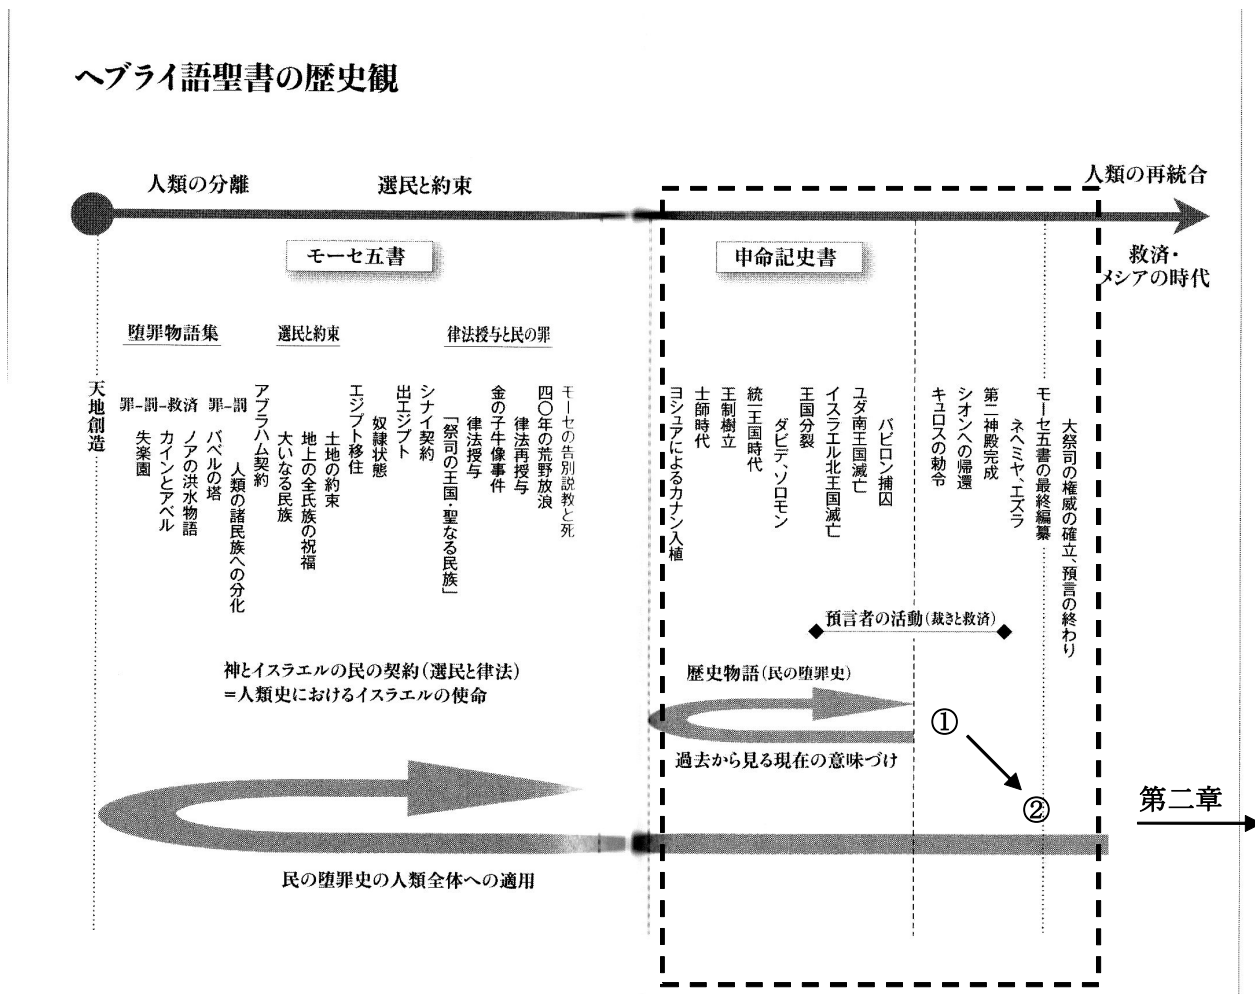 ヘブライ語聖書の歴史観
人類の分離
選民と約束
人類の再統合
救済・
メシアの時代
モーセ五書
申命記史書
堕罪物語集
選民と約束
律法授与と民の罪
天地創造
罪–罰–救済
罪–罰
失楽園
カインとアベル
ノアの洪水物語
バベルの塔
人類の諸民族への分化
アブラハム契約
大いなる民族
地上の全氏族の祝福
土地の約束
エジプト移住
奴隷状態
出エジプト
シナイ契約
「祭司の王国・聖なる民族」
律法授与
金の子牛像事件
律法再授与
四〇年の荒野放浪
モーセの告別説教と死
ヨシュアによるカナン入植
士師時代
王制樹立
統一王国時代
ダビデ、ソロモン
王国分裂
イスラエル北王国滅亡
ユダ南王国滅亡
バビロン捕囚
キュロスの勅令
シオンへの帰還
第二神殿完成
ネヘミヤ、エズラ
モーセ五書の最終編纂
大祭司の権威の確立、預言の終わり
預言者の活動(裁きと救済)
神とイスラエルの民の契約(選民と律法)
=人類史におけるイスラエルの使命
歴史物語(民の堕罪史)
過去から見る現在の意味づけ
①
②
第二章
民の堕罪史の人類全体への適用